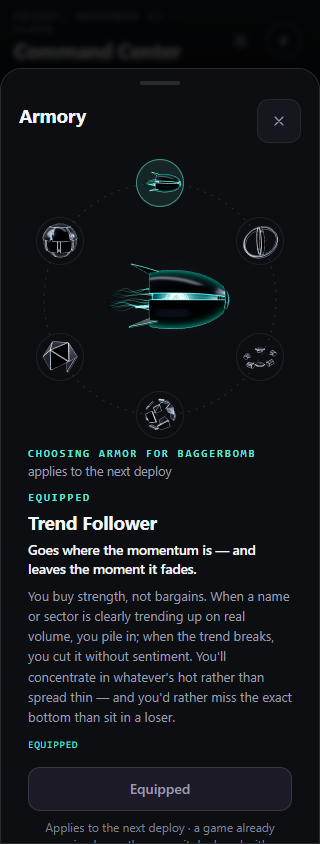 Command Center
Armory
CHOOSING ARMOR FOR BAGGERBOMB
applies to the next deploy
EQUIPPED
Trend Follower
Goes where the momentum is — and
leaves the moment it fades.
You buy strength, not bargains. When a name
or sector is clearly trending up on real
volume, you pile in; when the trend breaks,
you cut it without sentiment. You'll
concentrate in whatever's hot rather than
spread thin — and you'd rather miss the exact
bottom than sit in a loser.
EQUIPPED
Equipped
Applies to the next deploy · a game already